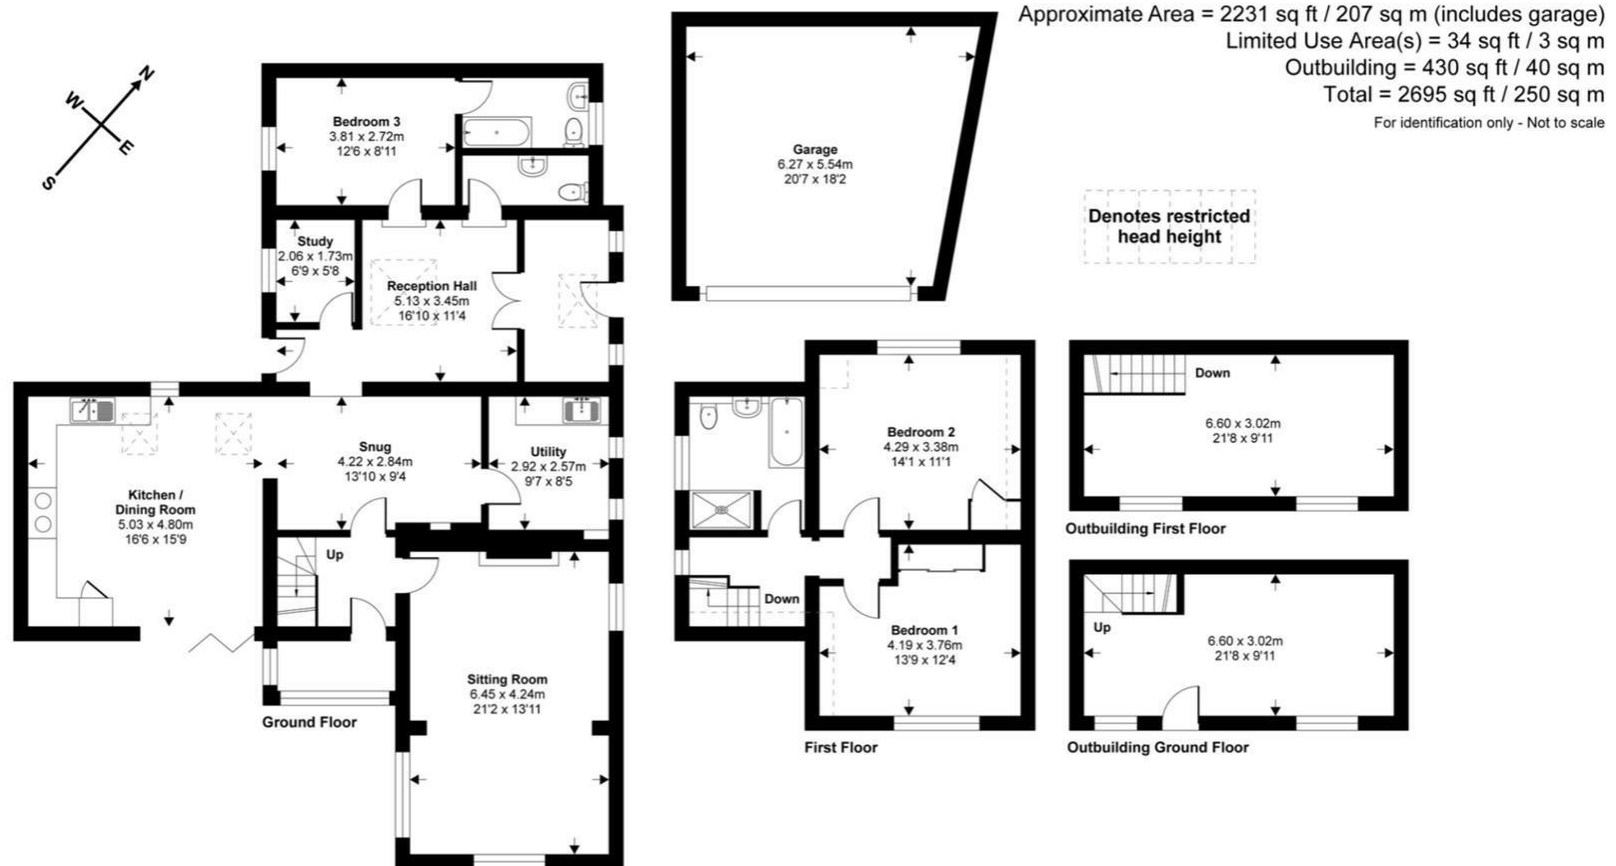 Approximate Area = 2231 sq ft / 207 sq m (includes garage)
Limited Use Area(s) = 34 sq ft / 3 sq m
Outbuilding = 430 sq ft / 40 sq m
Total = 2695 sq ft / 250 sq m
For identification only - Not to scale
N
W
E
S
Bedroom 3
3.81 x 2.72m
12'6 x 8'11
Study
2.06 x 1.73m
6'9 x 5'8
Reception Hall
5.13 x 3.45m
16'10 x 11'4
Garage
6.27 x 5.54m
20'7 x 18'2
Denotes restricted
head height
Kitchen /
Dining Room
5.03 x 4.80m
16'6 x 15'9
Snug
4.22 x 2.84m
13'10 x 9'4
Utility
2.92 x 2.57m
9'7 x 8'5
Up
Sitting Room
6.45 x 4.24m
21'2 x 13'11
Ground Floor
Bedroom 2
4.29 x 3.38m
14'1 x 11'1
Down
Bedroom 1
4.19 x 3.76m
13'9 x 12'4
First Floor
Down
6.60 x 3.02m
21'8 x 9'11
Outbuilding First Floor
Up
6.60 x 3.02m
21'8 x 9'11
Outbuilding Ground Floor